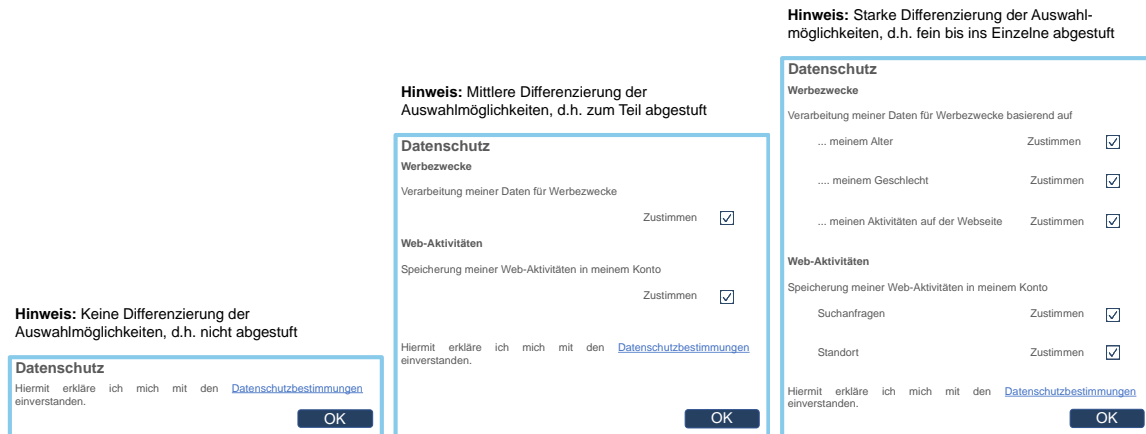 Hinweis: Keine Differenzierung der
Auswahlmöglichkeiten, d.h. nicht abgestuft
Datenschutz
Hiermit erkläre ich mich mit den Datenschutzbestimmungen
einverstanden.
OK
Hinweis: Mittlere Differenzierung der
Auswahlmöglichkeiten, d.h. zum Teil abgestuft
Datenschutz
Werbezwecke
Verarbeitung meiner Daten für Werbezwecke
Zustimmen
Web-Aktivitäten
Speicherung meiner Web-Aktivitäten in meinem Konto
Zustimmen
Hiermit erkläre ich mich mit den Datenschutzbestimmungen
einverstanden.
OK
Hinweis: Starke Differenzierung der Auswahl-
möglichkeiten, d.h. fein bis ins Einzelne abgestuft
Datenschutz
Werbezwecke
Verarbeitung meiner Daten für Werbezwecke basierend auf
... meinem Alter Zustimmen
.... meinem Geschlecht Zustimmen
... meinen Aktivitäten auf der Webseite Zustimmen
Web-Aktivitäten
Speicherung meiner Web-Aktivitäten in meinem Konto
Suchanfragen Zustimmen
Standort Zustimmen
Hiermit erkläre ich mich mit den Datenschutzbestimmungen
einverstanden.
OK